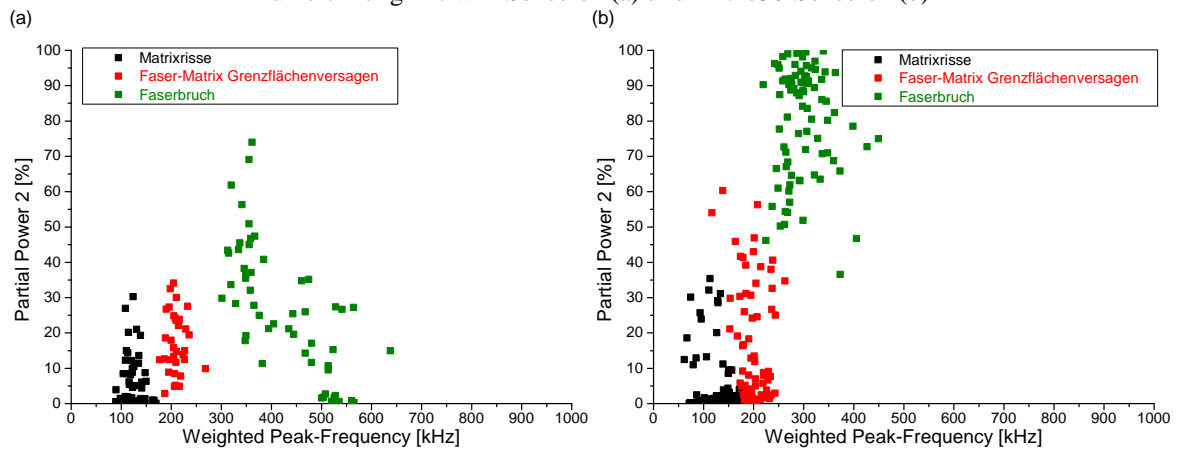 (a)
(b)
Matrixrisse
Faser-Matrix Grenzflächenversagen
Faserbruch
Partial Power 2 [%]
100
90
80
70
60
50
40
30
20
10
0
0 100 200 300 400 500 600 700 800 900 1000
Weighted Peak-Frequency [kHz]
Matrixrisse
Faser-Matrix Grenzflächenversagen
Faserbruch
Partial Power 2 [%]
100
90
80
70
60
50
40
30
20
10
0
0 100 200 300 400 500 600 700 800 900 1000
Weighted Peak-Frequency [kHz]